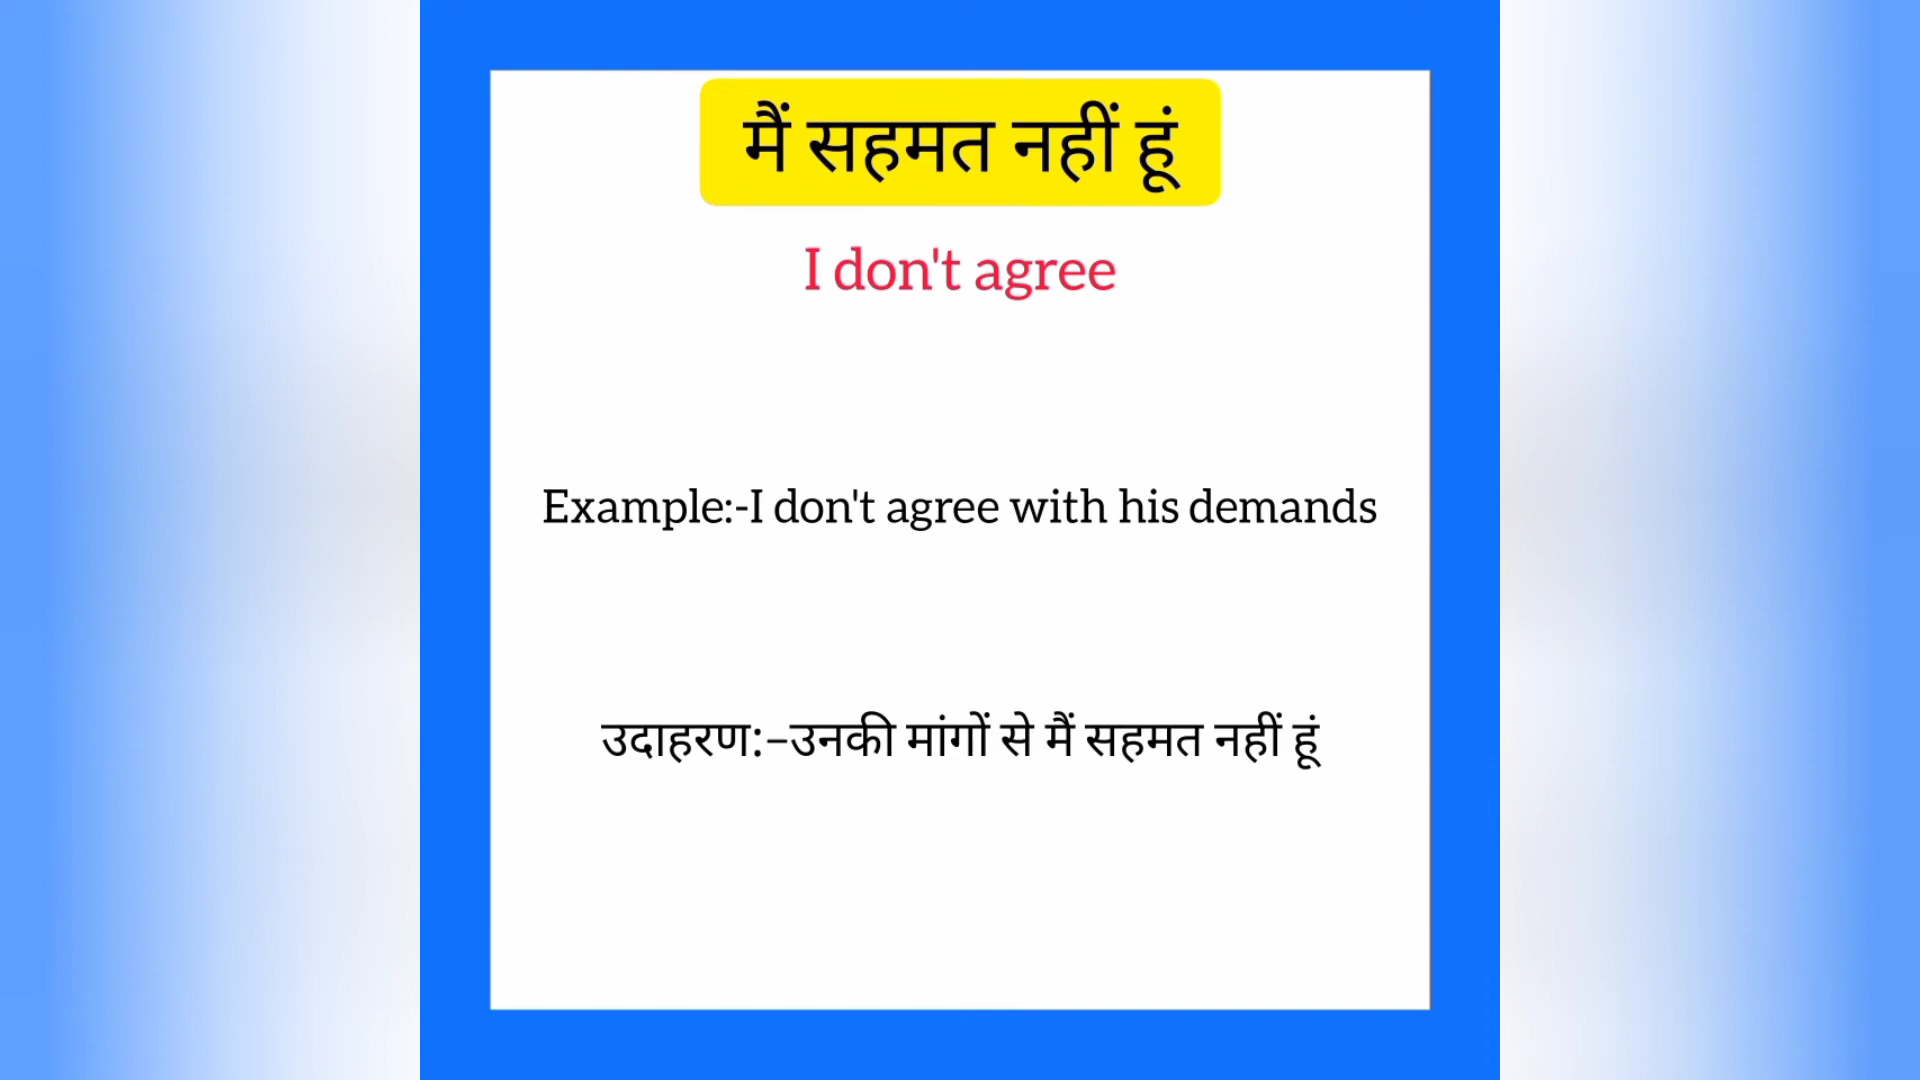 मैं सहमत नहीं हूं
I don't agree
Example:-I don't agree with his demands
उदाहरण:–उनकी मांगों से मैं सहमत नहीं हूं